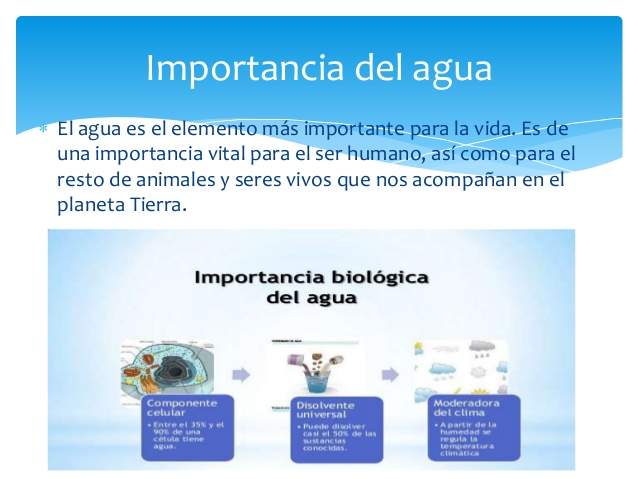 Importancia del agua
El agua es el elemento más importante para la vida. Es de
una importancia vital para el ser humano, así como para el
resto de animales y seres vivos que nos acompañan en el
planeta Tierra.
Importancia biológica
del agua
Componente
celular
• Entre el 35% y el
90% de una
célula tiene
agua.
Disolvente
universal
• Puede disolver
casi el 50% de las
sustancias
conocidas.
Moderadora
del clima
• A partir de la
humedad se
regula la
temperatura
climática